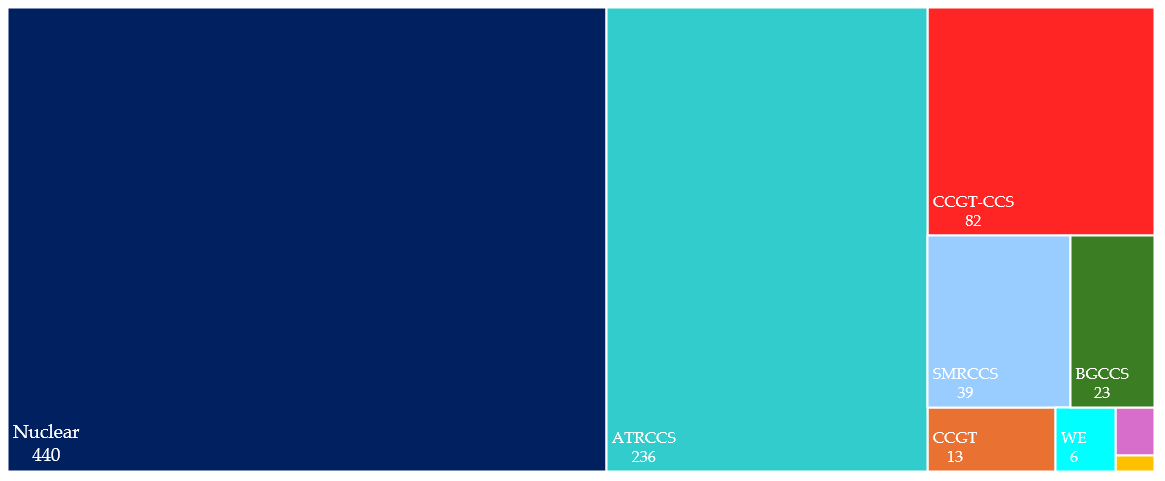 Nuclear
440
ATRCCS
236
CCGT-CCS
82
SMRCCS
39
BGCCS
23
CCGT
13
WE
6